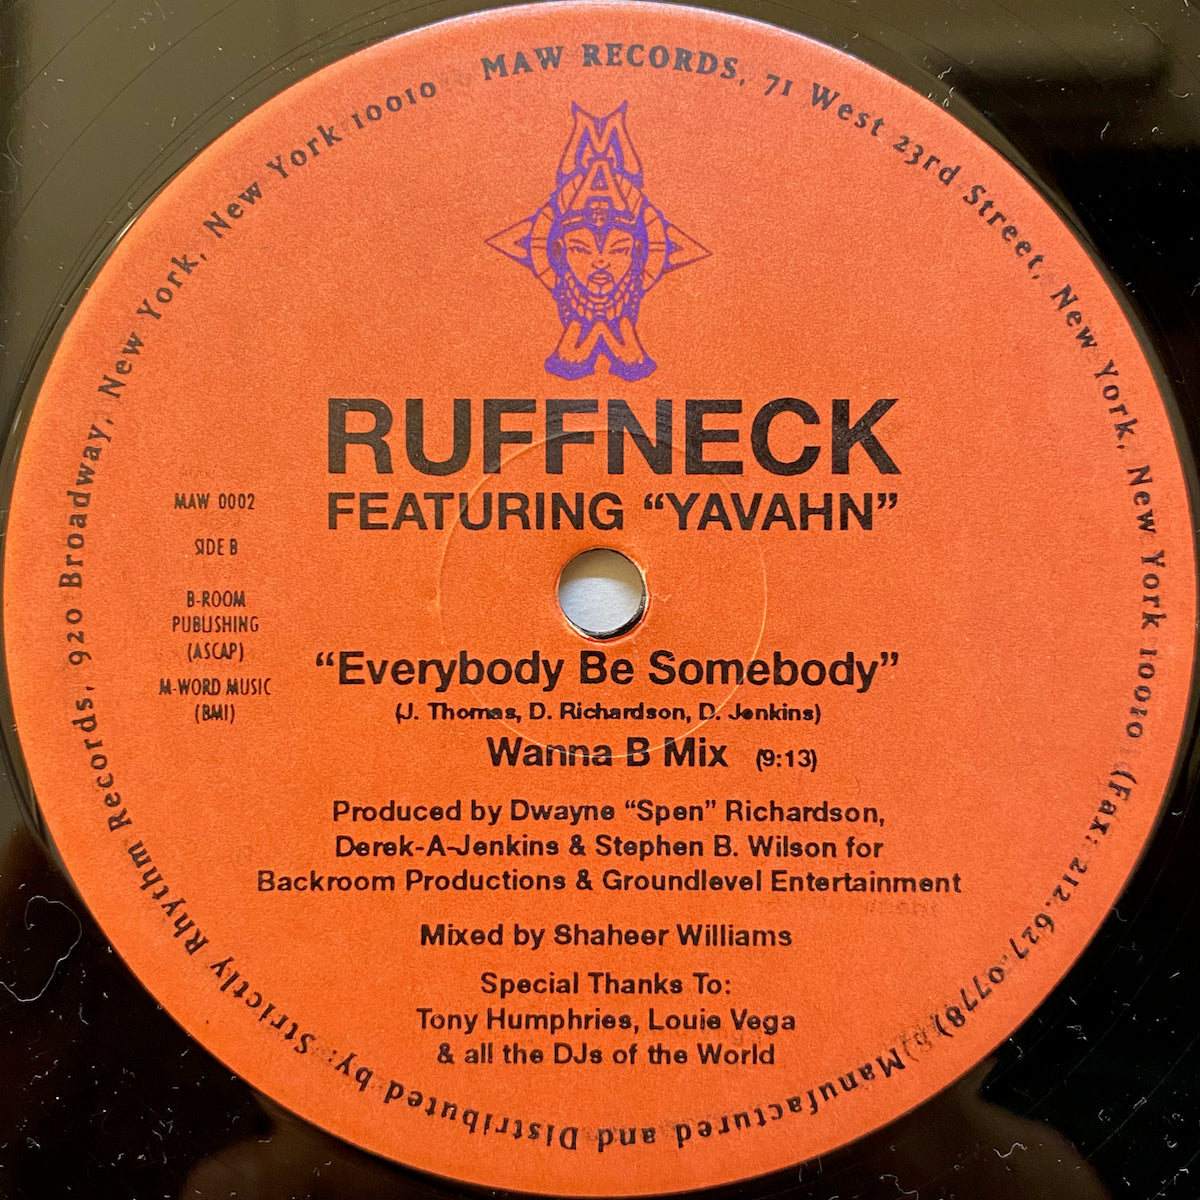 MAW RECORDS, 71 West 23rd Street, New York, New York 10010 (Fax: 212.627.0778)
Manufactured and Distributed by: Strictly Rhythm Records, 920 Broadway, New York, New York 10010
MAW
RUFFNECK
FEATURING “YAVAHN”
MAW 0002
SIDE B
B-ROOM
PUBLISHING
(ASCAP)
M-WORD MUSIC
(BMI)
“Everybody Be Somebody”
(J. Thomas, D. Richardson, D. Jenkins)
Wanna B Mix (9:13)
Produced by Dwayne “Spen” Richardson,
Derek-A-Jenkins & Stephen B. Wilson for
Backroom Productions & Groundlevel Entertainment
Mixed by Shaheer Williams
Special Thanks To:
Tony Humphries, Louie Vega
& all the DJs of the World